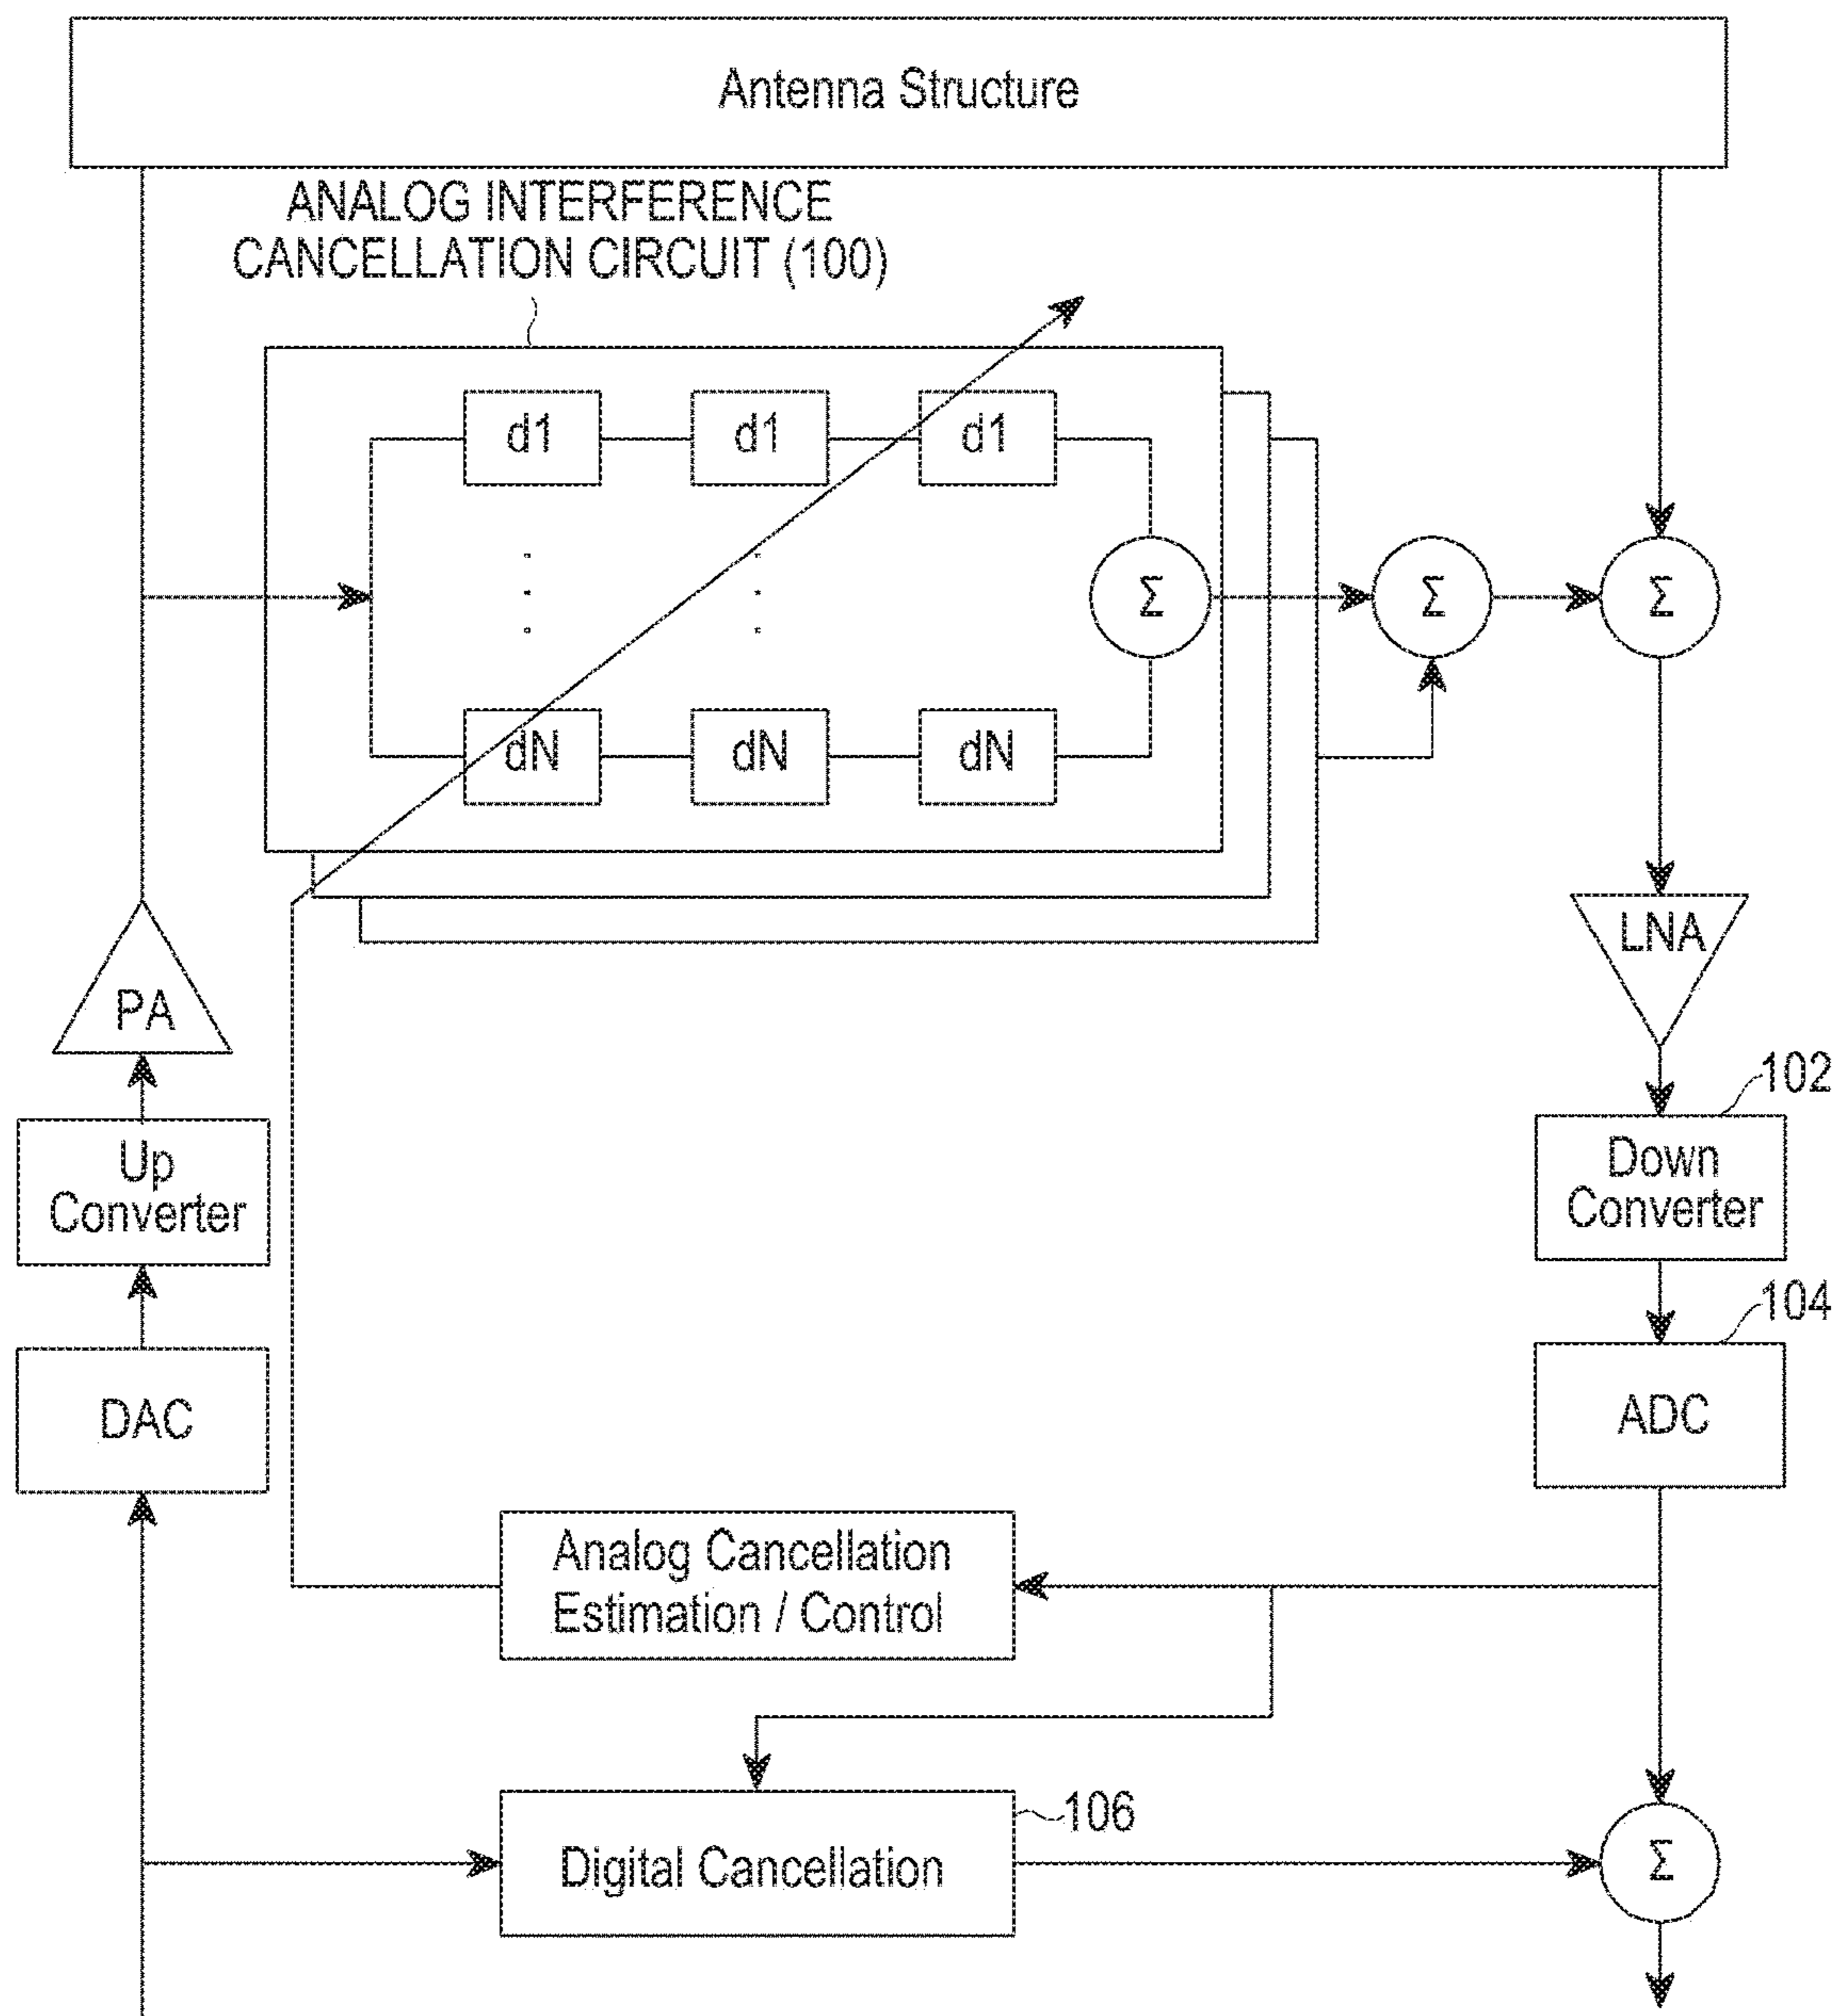 Antenna Structure
ANALOG INTERFERENCE
CANCELLATION CIRCUIT (100)
d1 d1 d1
Σ Σ Σ
dN dN dN
PA
LNA
102
Up
Converter
Down
Converter
104
DAC
ADC
Analog Cancellation
Estimation / Control
106
Digital Cancellation
Σ